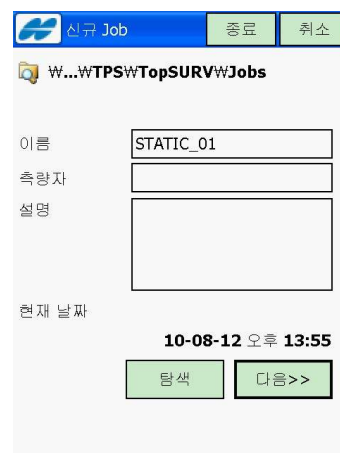 신규 Job 종료 취소
₩...₩TPS₩TopSURV₩Jobs
이름 STATIC_01
측량자
설명
현재 날짜
10-08-12 오후 13:55
탐색 다음>>